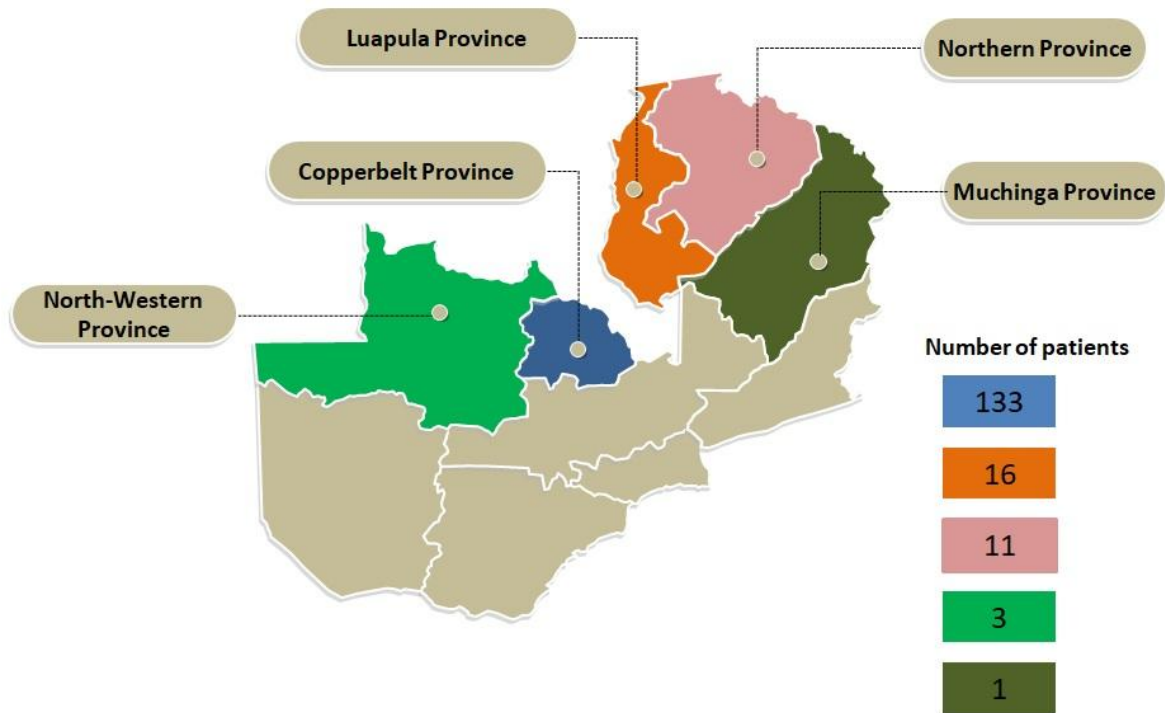 Luapula Province
Northern Province
Copperbelt Province
Muchinga Province
North-Western
Province
Number of patients
133
16
11
3
1